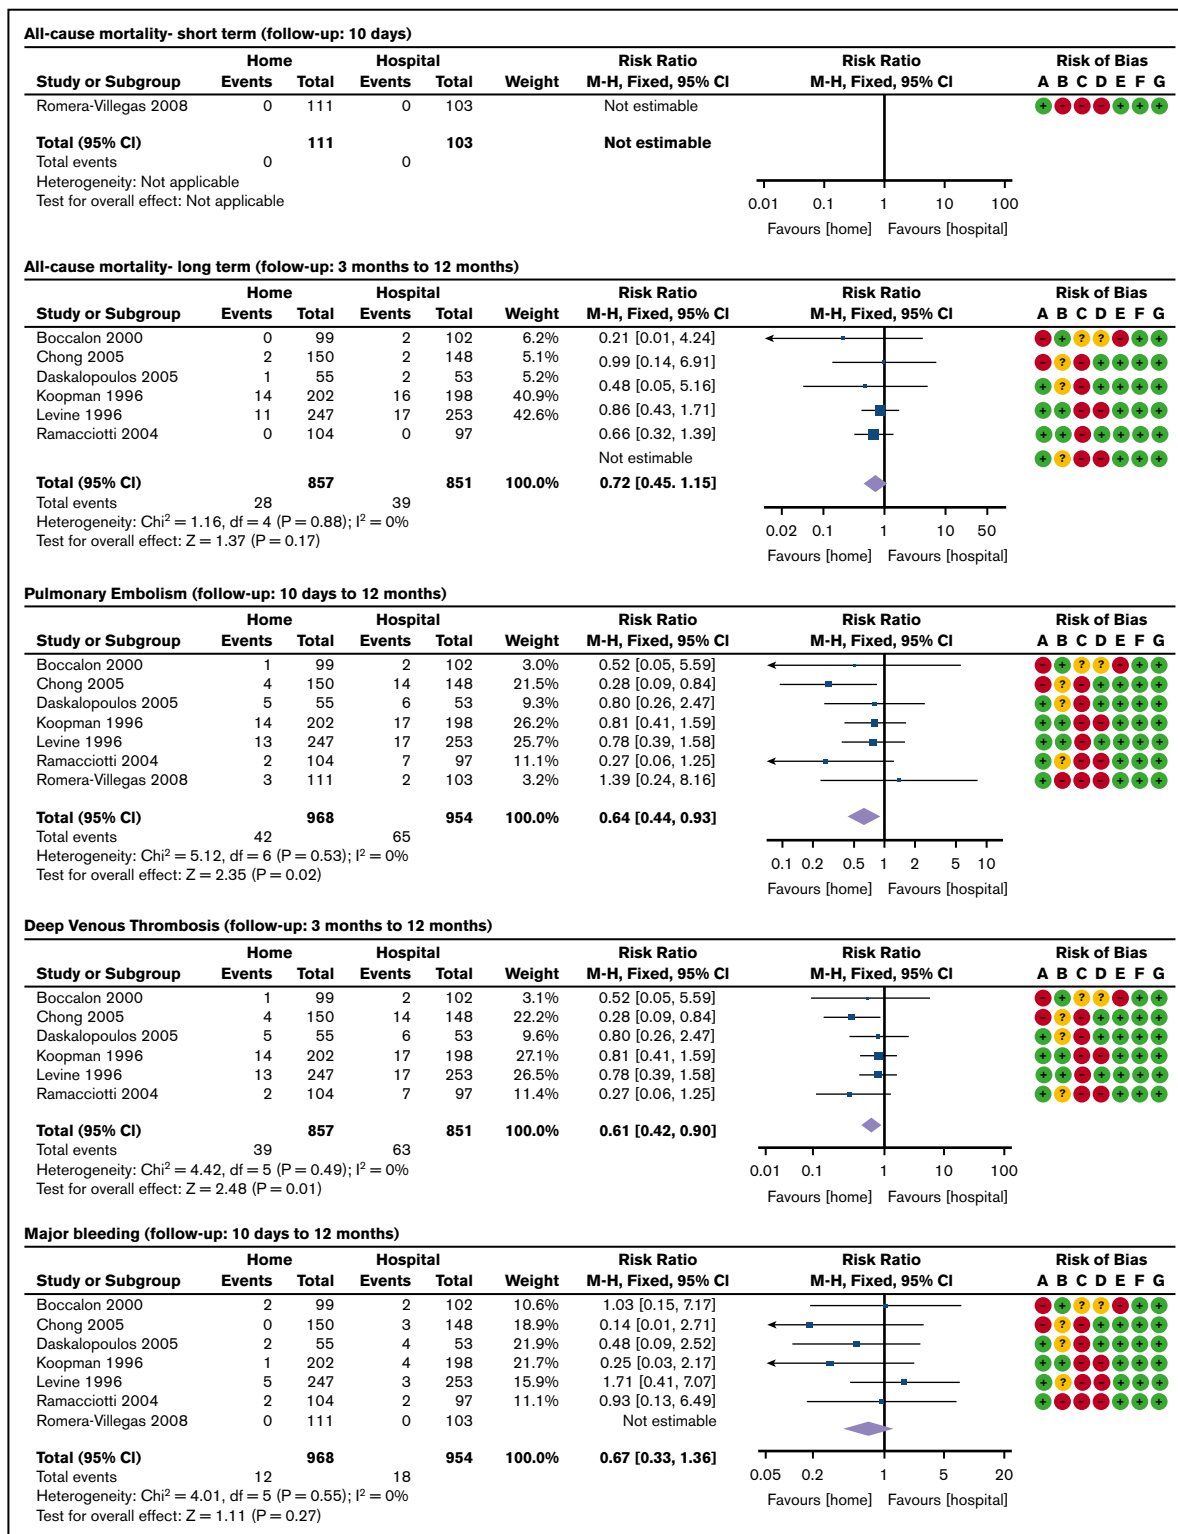 All-cause mortality- short term (follow-up: 10 days)
Home Hospital Risk Ratio Risk Ratio Risk of Bias
Study or Subgroup Events Total Events Total Weight M-H, Fixed, 95% CI M-H, Fixed, 95% CI A B C D E F G
Romera-Villegas 2008 0 111 0 103 Not estimable + - - - + + +
Total (95% CI) 111 103 Not estimable
Total events 0 0
Heterogeneity: Not applicable
Test for overall effect: Not applicable
0.01 0.1 1 10 100
Favours [home] Favours [hospital]
All-cause mortality- long term (folow-up: 3 months to 12 months)
Home Hospital Risk Ratio Risk Ratio Risk of Bias
Study or Subgroup Events Total Events Total Weight M-H, Fixed, 95% CI M-H, Fixed, 95% CI A B C D E F G
Boccalon 2000 0 99 2 102 6.2% 0.21 [0.01, 4.24] - + ? ? - + +
Chong 2005 2 150 2 148 5.1% 0.99 [0.14, 6.91] - ? - + + + +
Daskalopoulos 2005 1 55 2 53 5.2% 0.48 [0.05, 5.16] + ? - + + + +
Koopman 1996 14 202 16 198 40.9% 0.86 [0.43, 1.71] + + - - + + +
Levine 1996 11 247 17 253 42.6% 0.66 [0.32, 1.39] + + - + + + +
Ramacciotti 2004 0 104 0 97 Not estimable + ? - - + + +
Total (95% CI) 857 851 100.0% 0.72 [0.45. 1.15]
Total events 28 39
Heterogeneity: Chi² = 1.16, df = 4 (P = 0.88); I² = 0%
Test for overall effect: Z = 1.37 (P = 0.17)
0.02 0.1 1 10 50
Favours [home] Favours [hospital]
Pulmonary Embolism (follow-up: 10 days to 12 months)
Home Hospital Risk Ratio Risk Ratio Risk of Bias
Study or Subgroup Events Total Events Total Weight M-H, Fixed, 95% CI M-H, Fixed, 95% CI A B C D E F G
Boccalon 2000 1 99 2 102 3.0% 0.52 [0.05, 5.59] - + ? ? - + +
Chong 2005 4 150 14 148 21.5% 0.28 [0.09, 0.84] - ? - + + + +
Daskalopoulos 2005 5 55 6 53 9.3% 0.80 [0.26, 2.47] + ? - + + + +
Koopman 1996 14 202 17 198 26.2% 0.81 [0.41, 1.59] + + - - + + +
Levine 1996 13 247 17 253 25.7% 0.78 [0.39, 1.58] + + - + + + +
Ramacciotti 2004 2 104 7 97 11.1% 0.27 [0.06, 1.25] + ? - - + + +
Romera-Villegas 2008 3 111 2 103 3.2% 1.39 [0.24, 8.16] + - - - + + +
Total (95% CI) 968 954 100.0% 0.64 [0.44, 0.93]
Total events 42 65
Heterogeneity: Chi² = 5.12, df = 6 (P = 0.53); I² = 0%
Test for overall effect: Z = 2.35 (P = 0.02)
0.1 0.2 0.5 1 2 5 10
Favours [home] Favours [hospital]
Deep Venous Thrombosis (follow-up: 3 months to 12 months)
Home Hospital Risk Ratio Risk Ratio Risk of Bias
Study or Subgroup Events Total Events Total Weight M-H, Fixed, 95% CI M-H, Fixed, 95% CI A B C D E F G
Boccalon 2000 1 99 2 102 3.1% 0.52 [0.05, 5.59] - + ? ? - + +
Chong 2005 4 150 14 148 22.2% 0.28 [0.09, 0.84] - ? - + + + +
Daskalopoulos 2005 5 55 6 53 9.6% 0.80 [0.26, 2.47] + ? - + + + +
Koopman 1996 14 202 17 198 27.1% 0.81 [0.41, 1.59] + + - - + + +
Levine 1996 13 247 17 253 26.5% 0.78 [0.39, 1.58] + + - + + + +
Ramacciotti 2004 2 104 7 97 11.4% 0.27 [0.06, 1.25] + ? - - + + +
Total (95% CI) 857 851 100.0% 0.61 [0.42, 0.90]
Total events 39 63
Heterogeneity: Chi² = 4.42, df = 5 (P = 0.49); I² = 0%
Test for overall effect: Z = 2.48 (P = 0.01)
0.01 0.1 1 10 100
Favours [home] Favours [hospital]
Major bleeding (follow-up: 10 days to 12 months)
Home Hospital Risk Ratio Risk Ratio Risk of Bias
Study or Subgroup Events Total Events Total Weight M-H, Fixed, 95% CI M-H, Fixed, 95% CI A B C D E F G
Boccalon 2000 2 99 2 102 10.6% 1.03 [0.15, 7.17] - + ? ? - + +
Chong 2005 0 150 3 148 18.9% 0.14 [0.01, 2.71] - ? - + + + +
Daskalopoulos 2005 2 55 4 53 21.9% 0.48 [0.09, 2.52] + ? - + + + +
Koopman 1996 1 202 4 198 21.7% 0.25 [0.03, 2.17] + + - - + + +
Levine 1996 5 247 3 253 15.9% 1.71 [0.41, 7.07] + ? - - + + +
Ramacciotti 2004 2 104 2 97 11.1% 0.93 [0.13, 6.49] + - - - + + +
Romera-Villegas 2008 0 111 0 103 Not estimable
Total (95% CI) 968 954 100.0% 0.67 [0.33, 1.36]
Total events 12 18
Heterogeneity: Chi² = 4.01, df = 5 (P = 0.55); I² = 0%
Test for overall effect: Z = 1.11 (P = 0.27)
0.05 0.2 1 5 20
Favours [home] Favours [hospital]